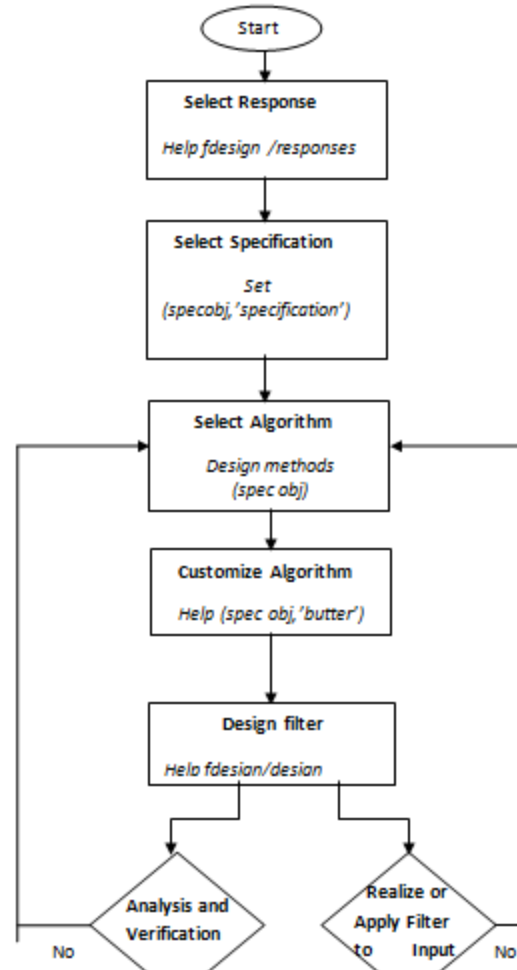 Start
Select Response
Help fdesign /responses
Select Specification
Set
(specobj,'specification')
Select Algorithm
Design methods
(spec obj)
Customize Algorithm
Help (spec obj,'butter')
Design filter
Help fdesign/design
Analysis and
Verification
Realize or
Apply Filter
to Input
No
No